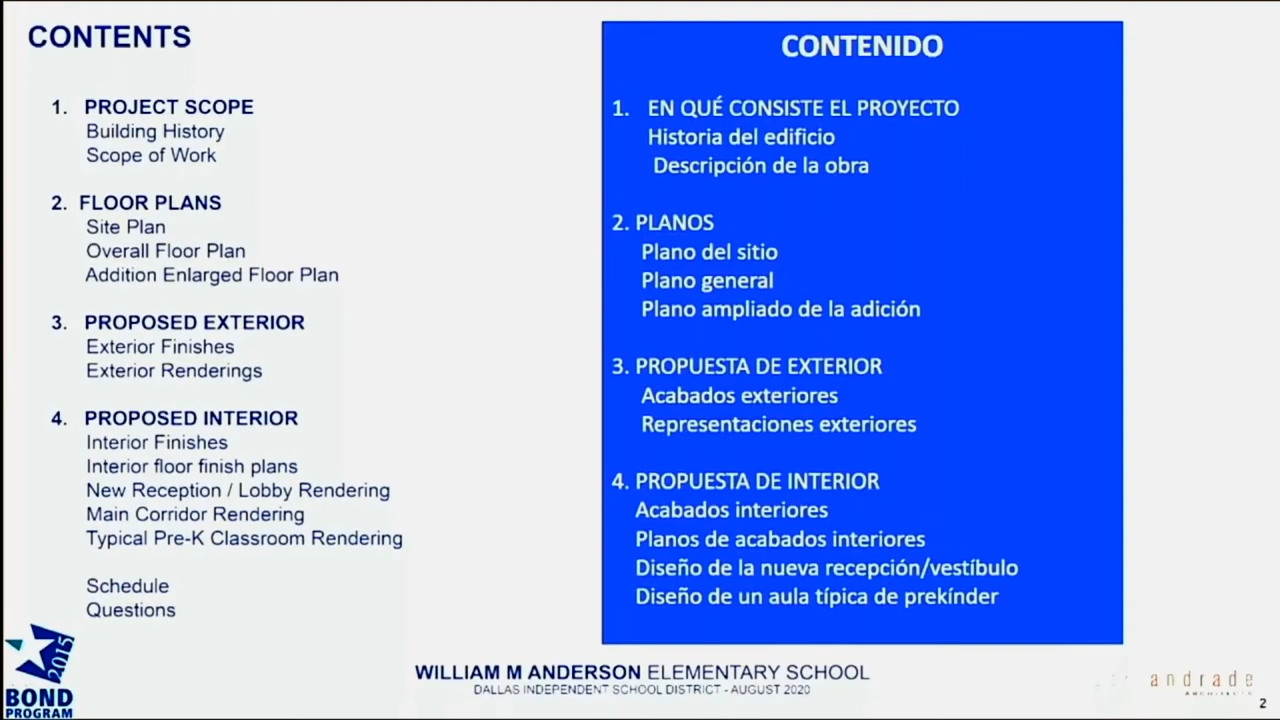 CONTENTS
1. PROJECT SCOPE
Building History
Scope of Work
2. FLOOR PLANS
Site Plan
Overall Floor Plan
Addition Enlarged Floor Plan
3. PROPOSED EXTERIOR
Exterior Finishes
Exterior Renderings
4. PROPOSED INTERIOR
Interior Finishes
Interior floor finish plans
New Reception / Lobby Rendering
Main Corridor Rendering
Typical Pre-K Classroom Rendering
Schedule
Questions
CONTENIDO
1. EN QUÉ CONSISTE EL PROYECTO
Historia del edificio
Descripción de la obra
2. PLANOS
Plano del sitio
Plano general
Plano ampliado de la adición
3. PROPUESTA DE EXTERIOR
Acabados exteriores
Representaciones exteriores
4. PROPUESTA DE INTERIOR
Acabados interiores
Planos de acabados interiores
Diseño de la nueva recepción/vestíbulo
Diseño de un aula típica de prekínder
2015
BOND
PROGRAM
WILLIAM M ANDERSON ELEMENTARY SCHOOL
DALLAS INDEPENDENT SCHOOL DISTRICT - AUGUST 2020
andrade
ARCHITECTS
2